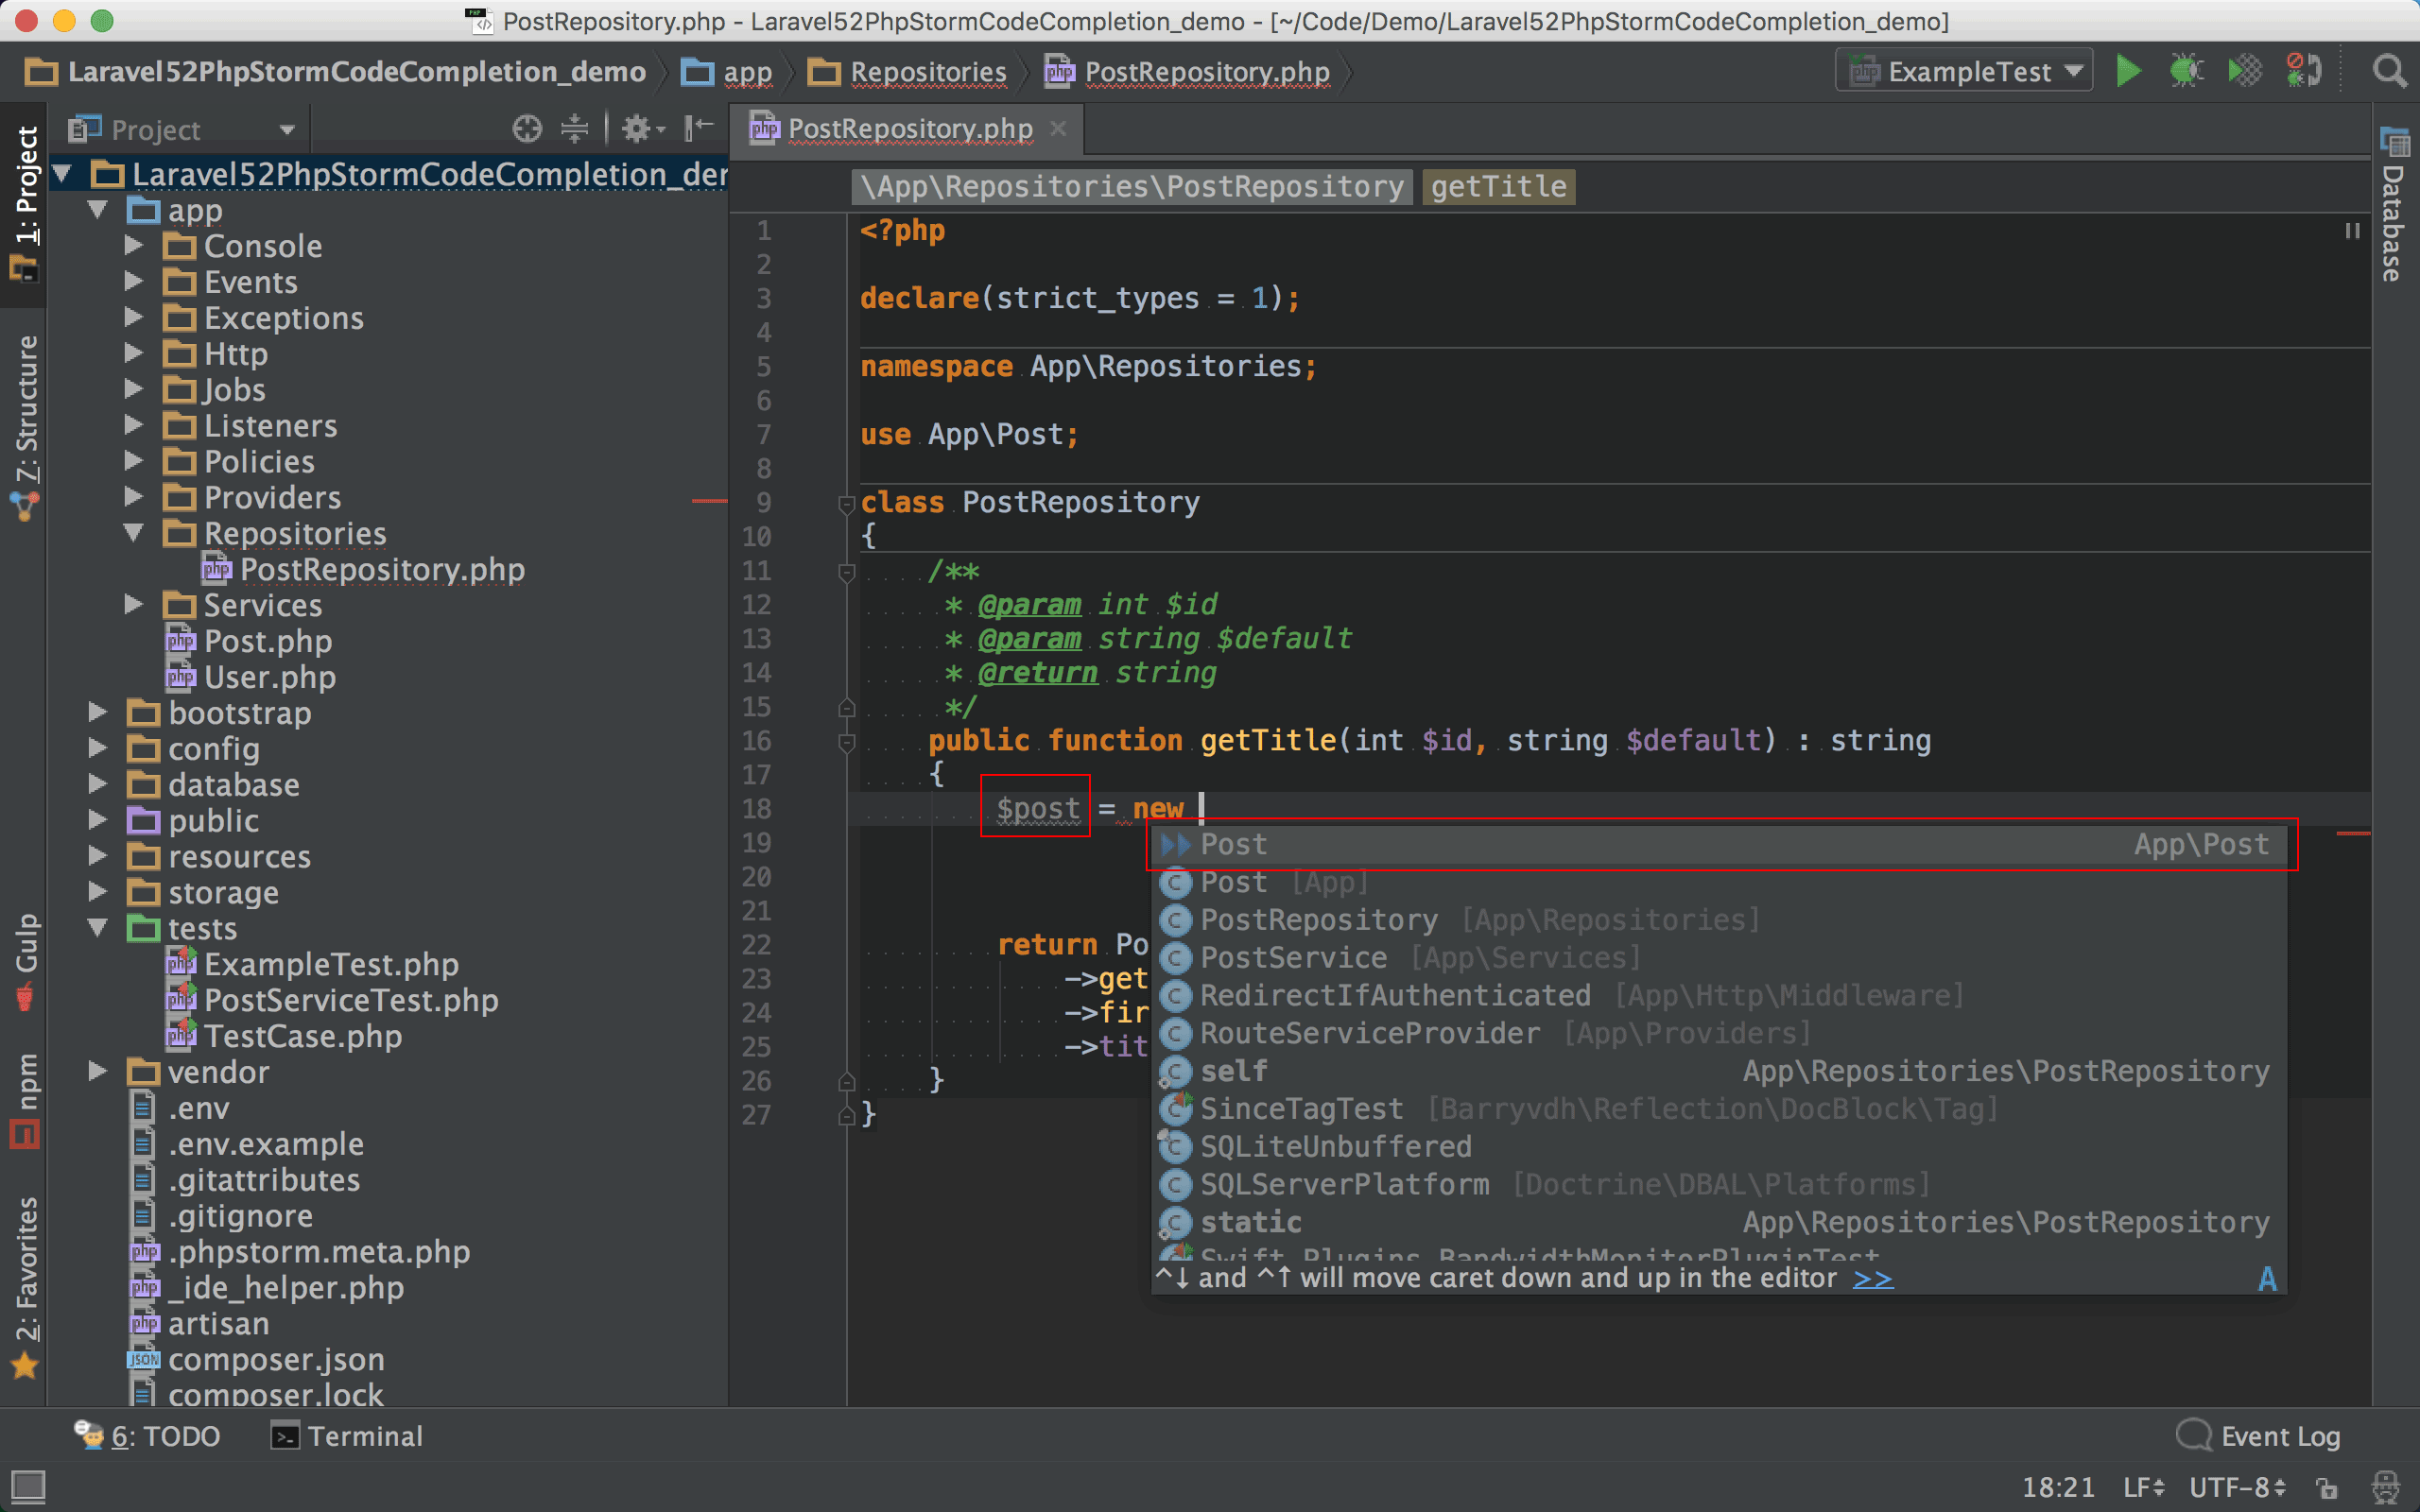 PostRepository.php - Laravel52PhpStormCodeCompletion_demo - [~/Code/Demo/Laravel52PhpStormCodeCompletion_demo]
Laravel52PhpStormCodeCompletion_demo app Repositories PostRepository.php ExampleTest
Project
PostRepository.php
1: Project
7: Structure
Gulp
npm
2: Favorites
Database
Laravel52PhpStormCodeCompletion_der
app
Console
Events
Exceptions
Http
Jobs
Listeners
Policies
Providers
Repositories
PostRepository.php
Services
Post.php
User.php
bootstrap
config
database
public
resources
storage
tests
ExampleTest.php
PostServiceTest.php
TestCase.php
vendor
.env
.env.example
.gitattributes
.gitignore
.phpstorm.meta.php
_ide_helper.php
artisan
composer.json
composer.lock
\App\Repositories\PostRepository getTitle
1 <?php
2
3 declare(strict_types = 1);
4
5 namespace App\Repositories;
6
7 use App\Post;
8
9 class PostRepository
10 {
11 /**
12 * @param int $id
13 * @param string $default
14 * @return string
15 */
16 public function getTitle(int $id, string $default) : string
17 {
18 $post = new
19
20
21
22 return Po
23 ->get
24 ->fir
25 ->tit
26 }
27 }
Post App\Post
Post [App]
PostRepository [App\Repositories]
PostService [App\Services]
RedirectIfAuthenticated [App\Http\Middleware]
RouteServiceProvider [App\Providers]
self App\Repositories\PostRepository
SinceTagTest [Barryvdh\Reflection\DocBlock\Tag]
SQLiteUnbuffered
SQLServerPlatform [Doctrine\DBAL\Platforms]
static App\Repositories\PostRepository
Swift_Plugins_BandwidthMonitorPluginTest
^↓ and ^↑ will move caret down and up in the editor >>
6: TODO Terminal Event Log
18:21 LF UTF-8